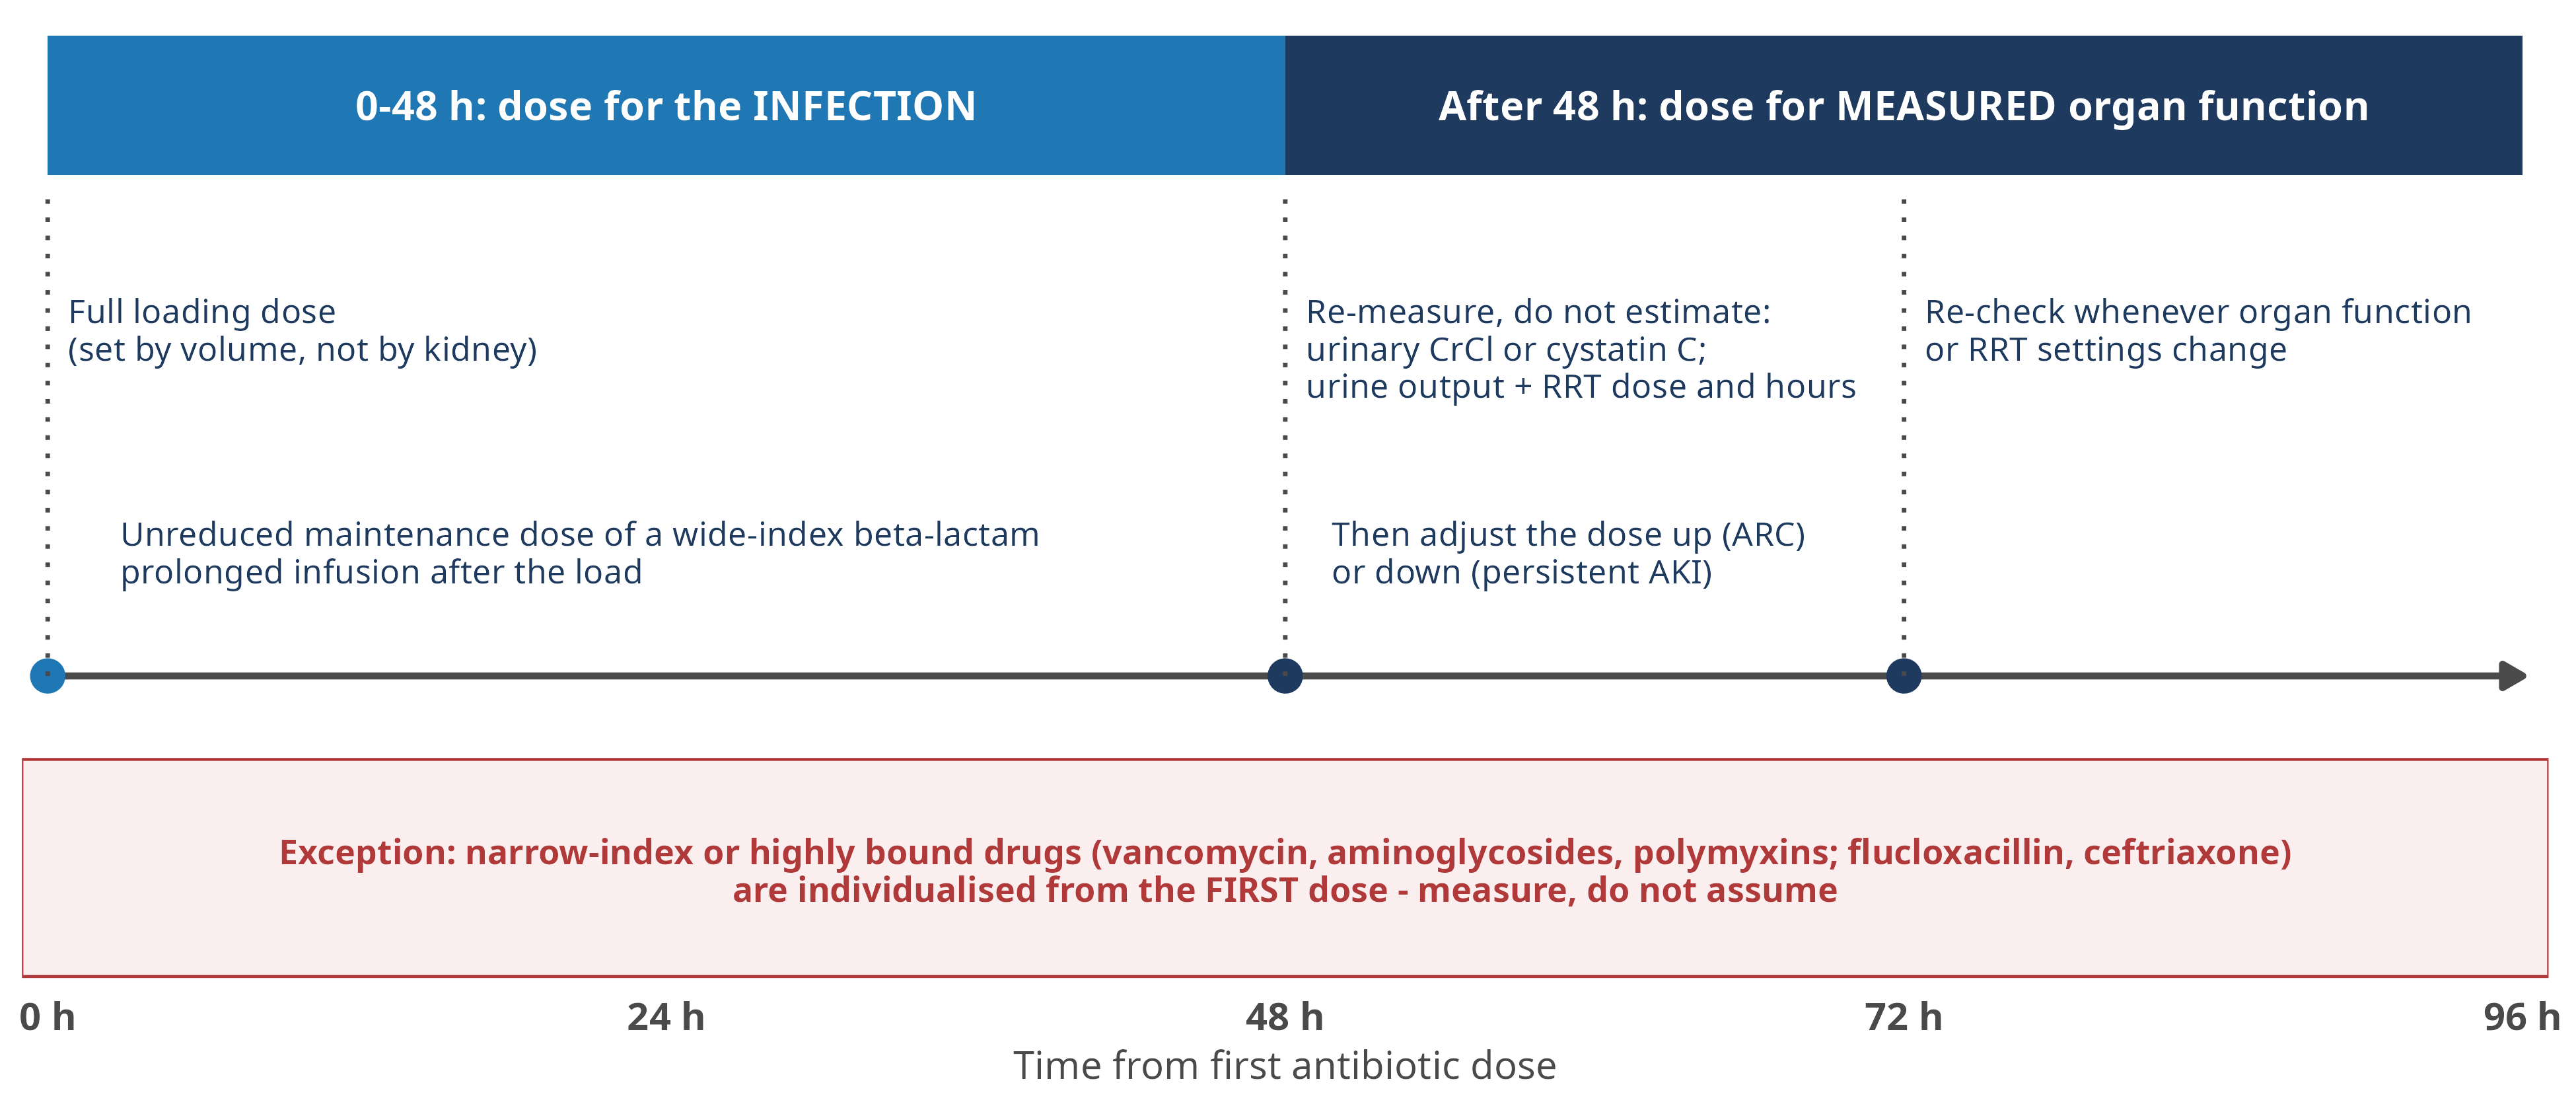 0-48 h: dose for the INFECTION
After 48 h: dose for MEASURED organ function
Full loading dose
(set by volume, not by kidney)
Re-measure, do not estimate:
urinary CrCl or cystatin C;
urine output + RRT dose and hours
Re-check whenever organ function
or RRT settings change
Unreduced maintenance dose of a wide-index beta-lactam
prolonged infusion after the load
Then adjust the dose up (ARC)
or down (persistent AKI)
Exception: narrow-index or highly bound drugs (vancomycin, aminoglycosides, polymyxins; flucloxacillin, ceftriaxone)
are individualised from the FIRST dose - measure, do not assume
0 h
24 h
48 h
72 h
96 h
Time from first antibiotic dose